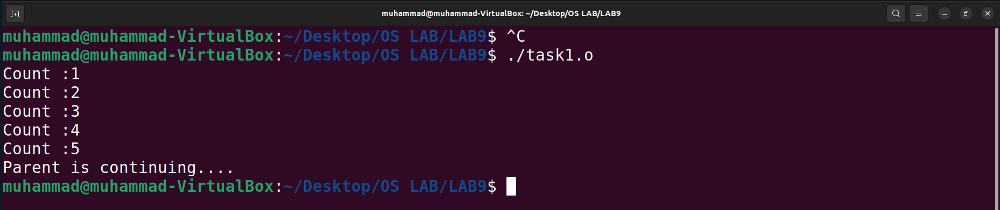 muhammad@muhammad-VirtualBox: ~/Desktop/OS LAB/LAB9
muhammad@muhammad-VirtualBox:~/Desktop/OS LAB/LAB9$ ^C
muhammad@muhammad-VirtualBox:~/Desktop/OS LAB/LAB9$ ./task1.o
Count :1
Count :2
Count :3
Count :4
Count :5
Parent is continuing....
muhammad@muhammad-VirtualBox:~/Desktop/OS LAB/LAB9$